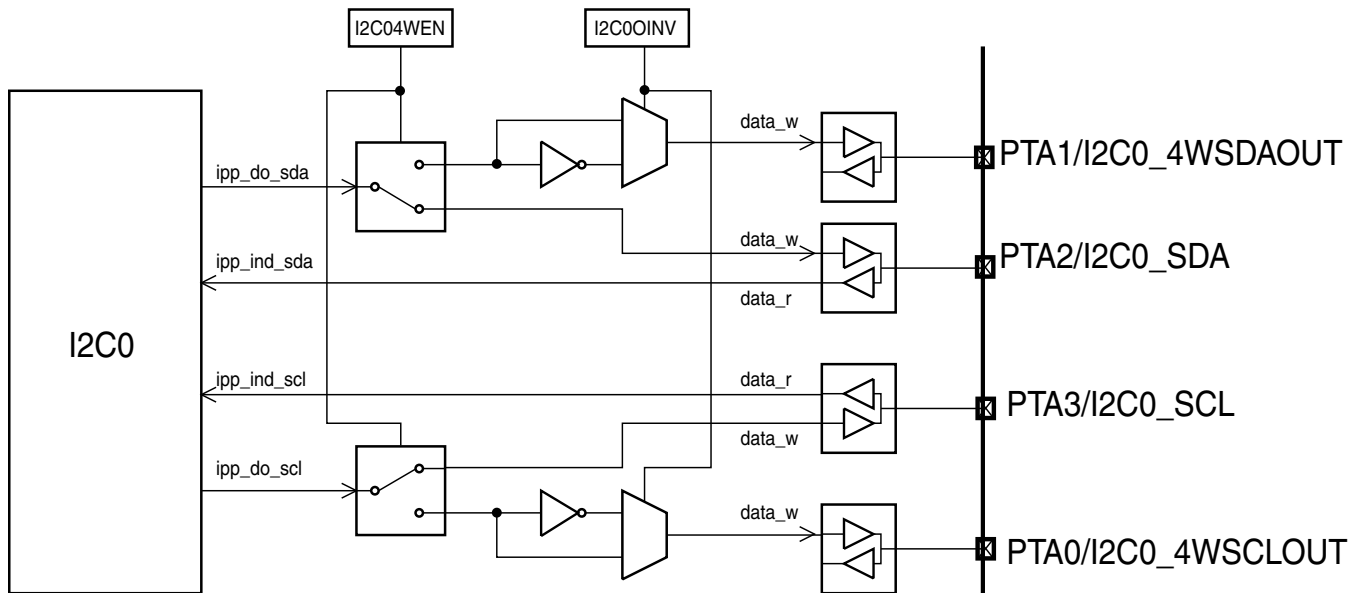 I2C04WEN
I2C0OINV
data_w
PTA1/I2C0_4WSDAOUT
ipp_do_sda
data_w
PTA2/I2C0_SDA
ipp_ind_sda
data_r
I2C0
ipp_ind_scl
data_r
PTA3/I2C0_SCL
data_w
ipp_do_scl
data_w
PTA0/I2C0_4WSCLOUT